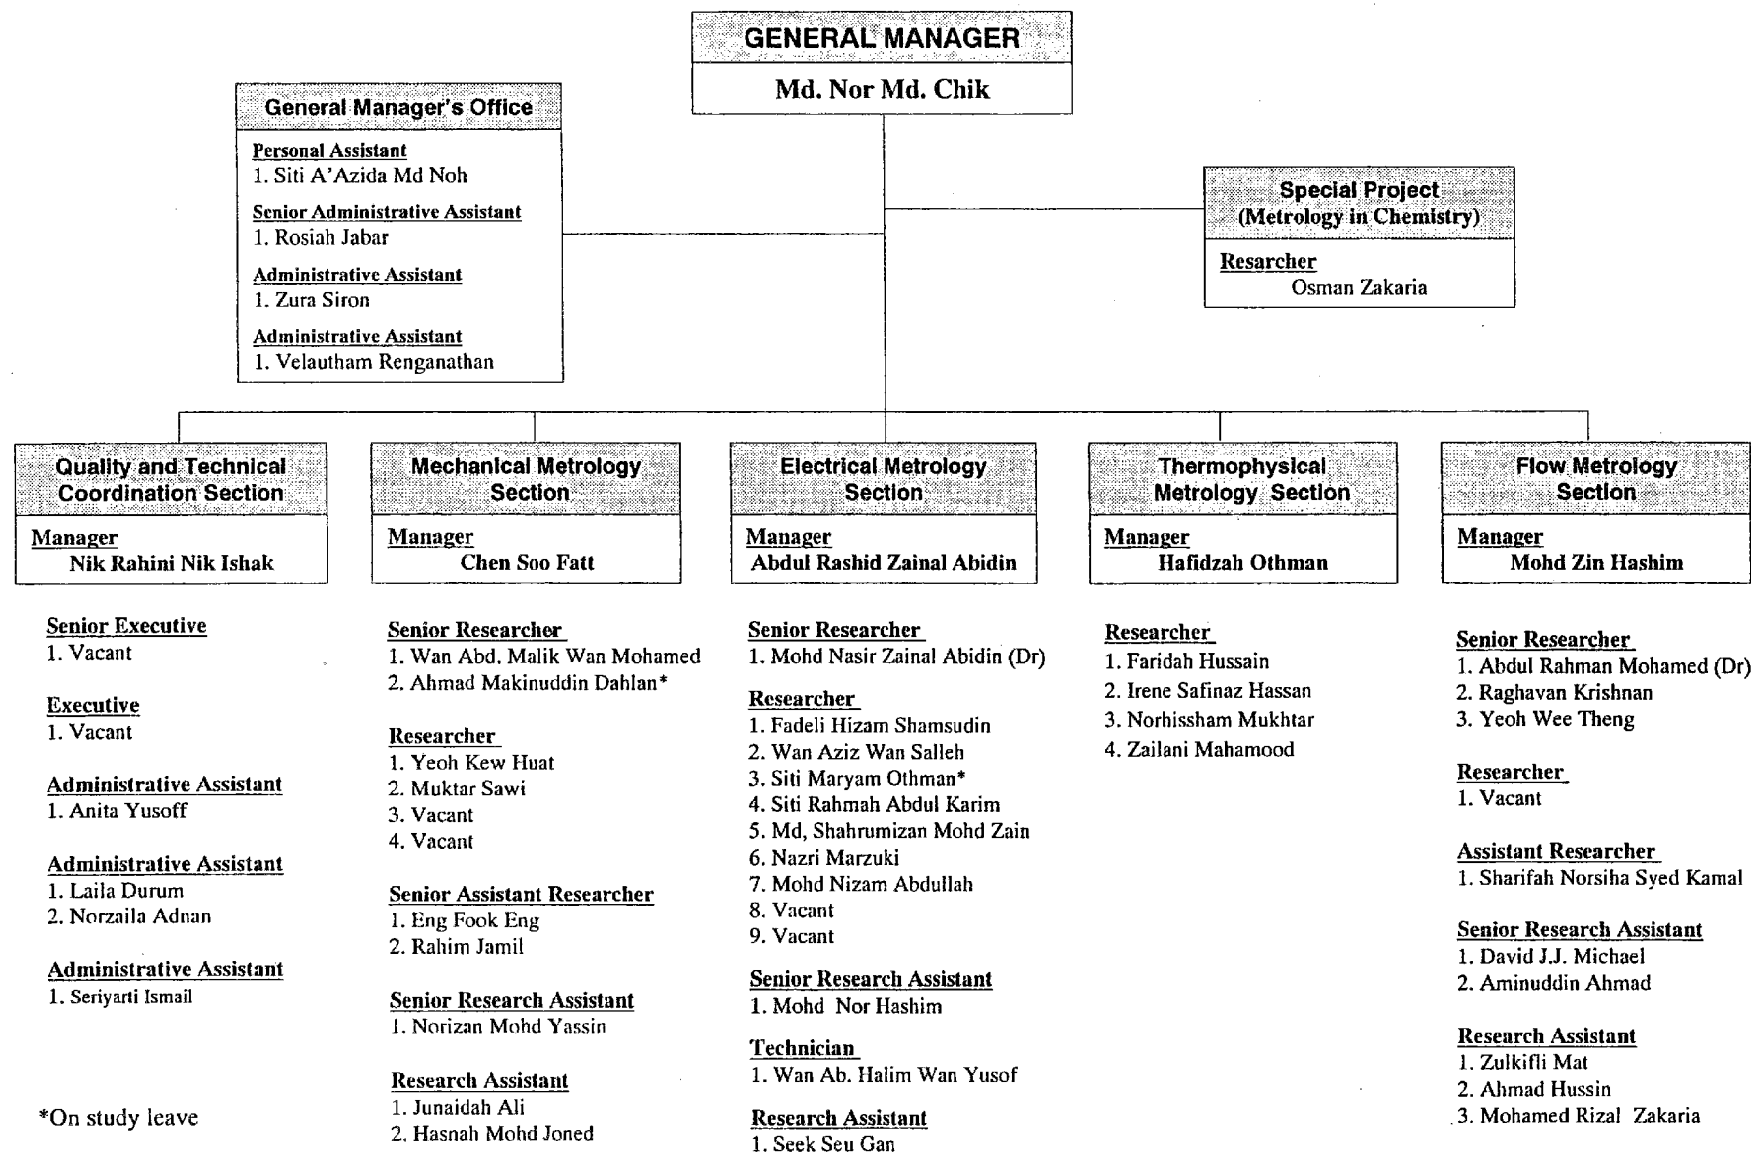 GENERAL MANAGER
Md. Nor Md. Chik
General Manager's Office
Personal Assistant
1. Siti A'Azida Md Noh
Senior Administrative Assistant
1. Rosiah Jabar
Administrative Assistant
1. Zura Siron
Administrative Assistant
1. Velautham Renganathan
Special Project
(Metrology in Chemistry)
Resarcher
Osman Zakaria
Quality and Technical
Coordination Section
Manager
Nik Rahini Nik Ishak
Senior Executive
1. Vacant
Executive
1. Vacant
Administrative Assistant
1. Anita Yusoff
Administrative Assistant
1. Laila Durum
2. Norzaila Adnan
Administrative Assistant
1. Seriyarti Ismail
*On study leave
Mechanical Metrology
Section
Manager
Chen Soo Fatt
Senior Researcher
1. Wan Abd. Malik Wan Mohamed
2. Ahmad Makinuddin Dahlan*
Researcher
1. Yeoh Kew Huat
2. Muktar Sawi
3. Vacant
4. Vacant
Senior Assistant Researcher
1. Eng Fook Eng
2. Rahim Jamil
Senior Research Assistant
1. Norizan Mohd Yassin
Research Assistant
1. Junaidah Ali
2. Hasnah Mohd Joned
Electrical Metrology
Section
Manager
Abdul Rashid Zainal Abidin
Senior Researcher
1. Mohd Nasir Zainal Abidin (Dr)
Researcher
1. Fadeli Hizam Shamsudin
2. Wan Aziz Wan Salleh
3. Siti Maryam Othman*
4. Siti Rahmah Abdul Karim
5. Md, Shahrumizan Mohd Zain
6. Nazri Marzuki
7. Mohd Nizam Abdullah
8. Vacant
9. Vacant
Senior Research Assistant
1. Mohd Nor Hashim
Technician
1. Wan Ab. Halim Wan Yusof
Research Assistant
1. Seek Seu Gan
Thermophysical
Metrology Section
Manager
Hafidzah Othman
Researcher
1. Faridah Hussain
2. Irene Safinaz Hassan
3. Norhissham Mukhtar
4. Zailani Mahamood
Flow Metrology
Section
Manager
Mohd Zin Hashim
Senior Researcher
1. Abdul Rahman Mohamed (Dr)
2. Raghavan Krishnan
3. Yeoh Wee Theng
Researcher
1. Vacant
Assistant Researcher
1. Sharifah Norsiha Syed Kamal
Senior Research Assistant
1. David J.J. Michael
2. Aminuddin Ahmad
Research Assistant
1. Zulkifli Mat
2. Ahmad Hussin
3. Mohamed Rizal Zakaria